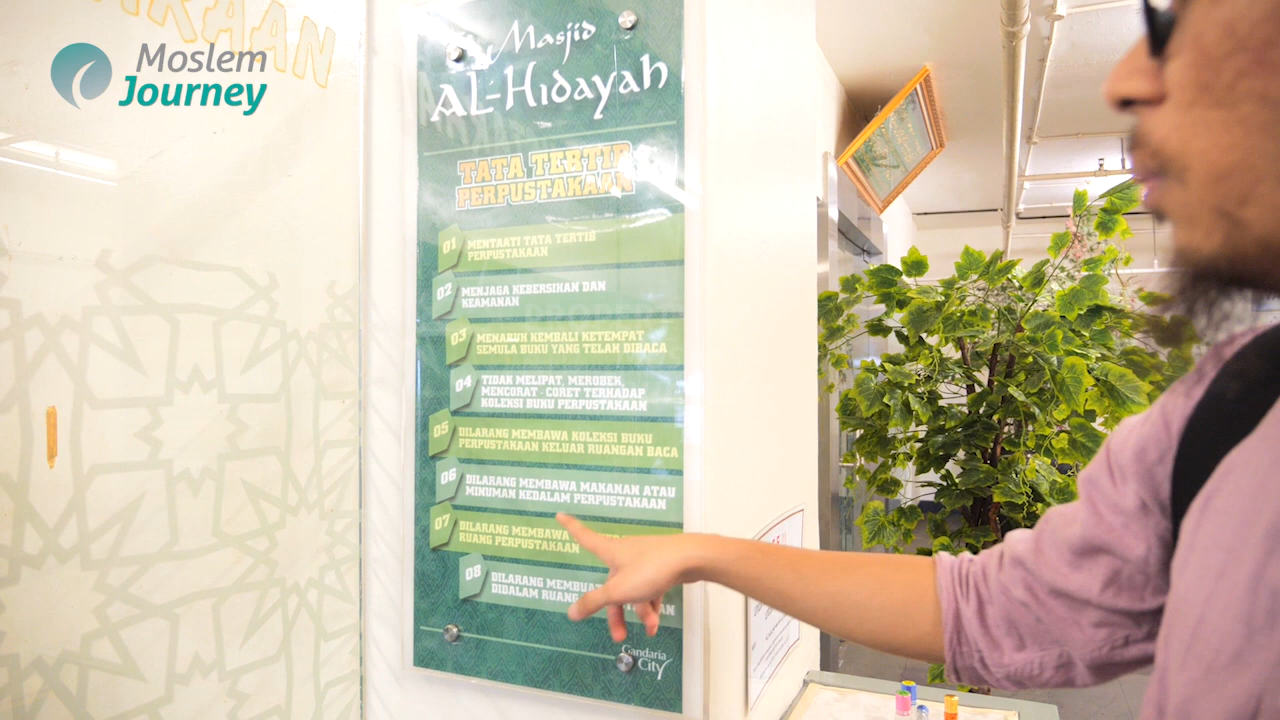 Moslem
Journey
Masjid
AL-HIDAYAH
TATA TERTIB
PERPUSTAKAAN
01 MENTAATI TATA TERTIB
PERPUSTAKAAN
02 MENJAGA KEBERSIHAN DAN
KEAMANAN
03 MENARUH KEMBALI KETEMPAT
SEMULA BUKU YANG TELAH DIBACA
04 TIDAK MELIPAT, MEROBEK,
MENCORAT - CORET TERHADAP
KOLEKSI BUKU PERPUSTAKAAN
05 DILARANG MEMBAWA KOLEKSI BUKU
PERPUSTAKAAN KELUAR RUANGAN BACA
06 DILARANG MEMBAWA MAKANAN ATAU
MINUMAN KEDALAM PERPUSTAKAAN
07 DILARANG MEMBAWA
RUANG PERPUSTAKAAN
08 DILARANG MEMBUAT
DIDALAM RUANG
Gandaria
City